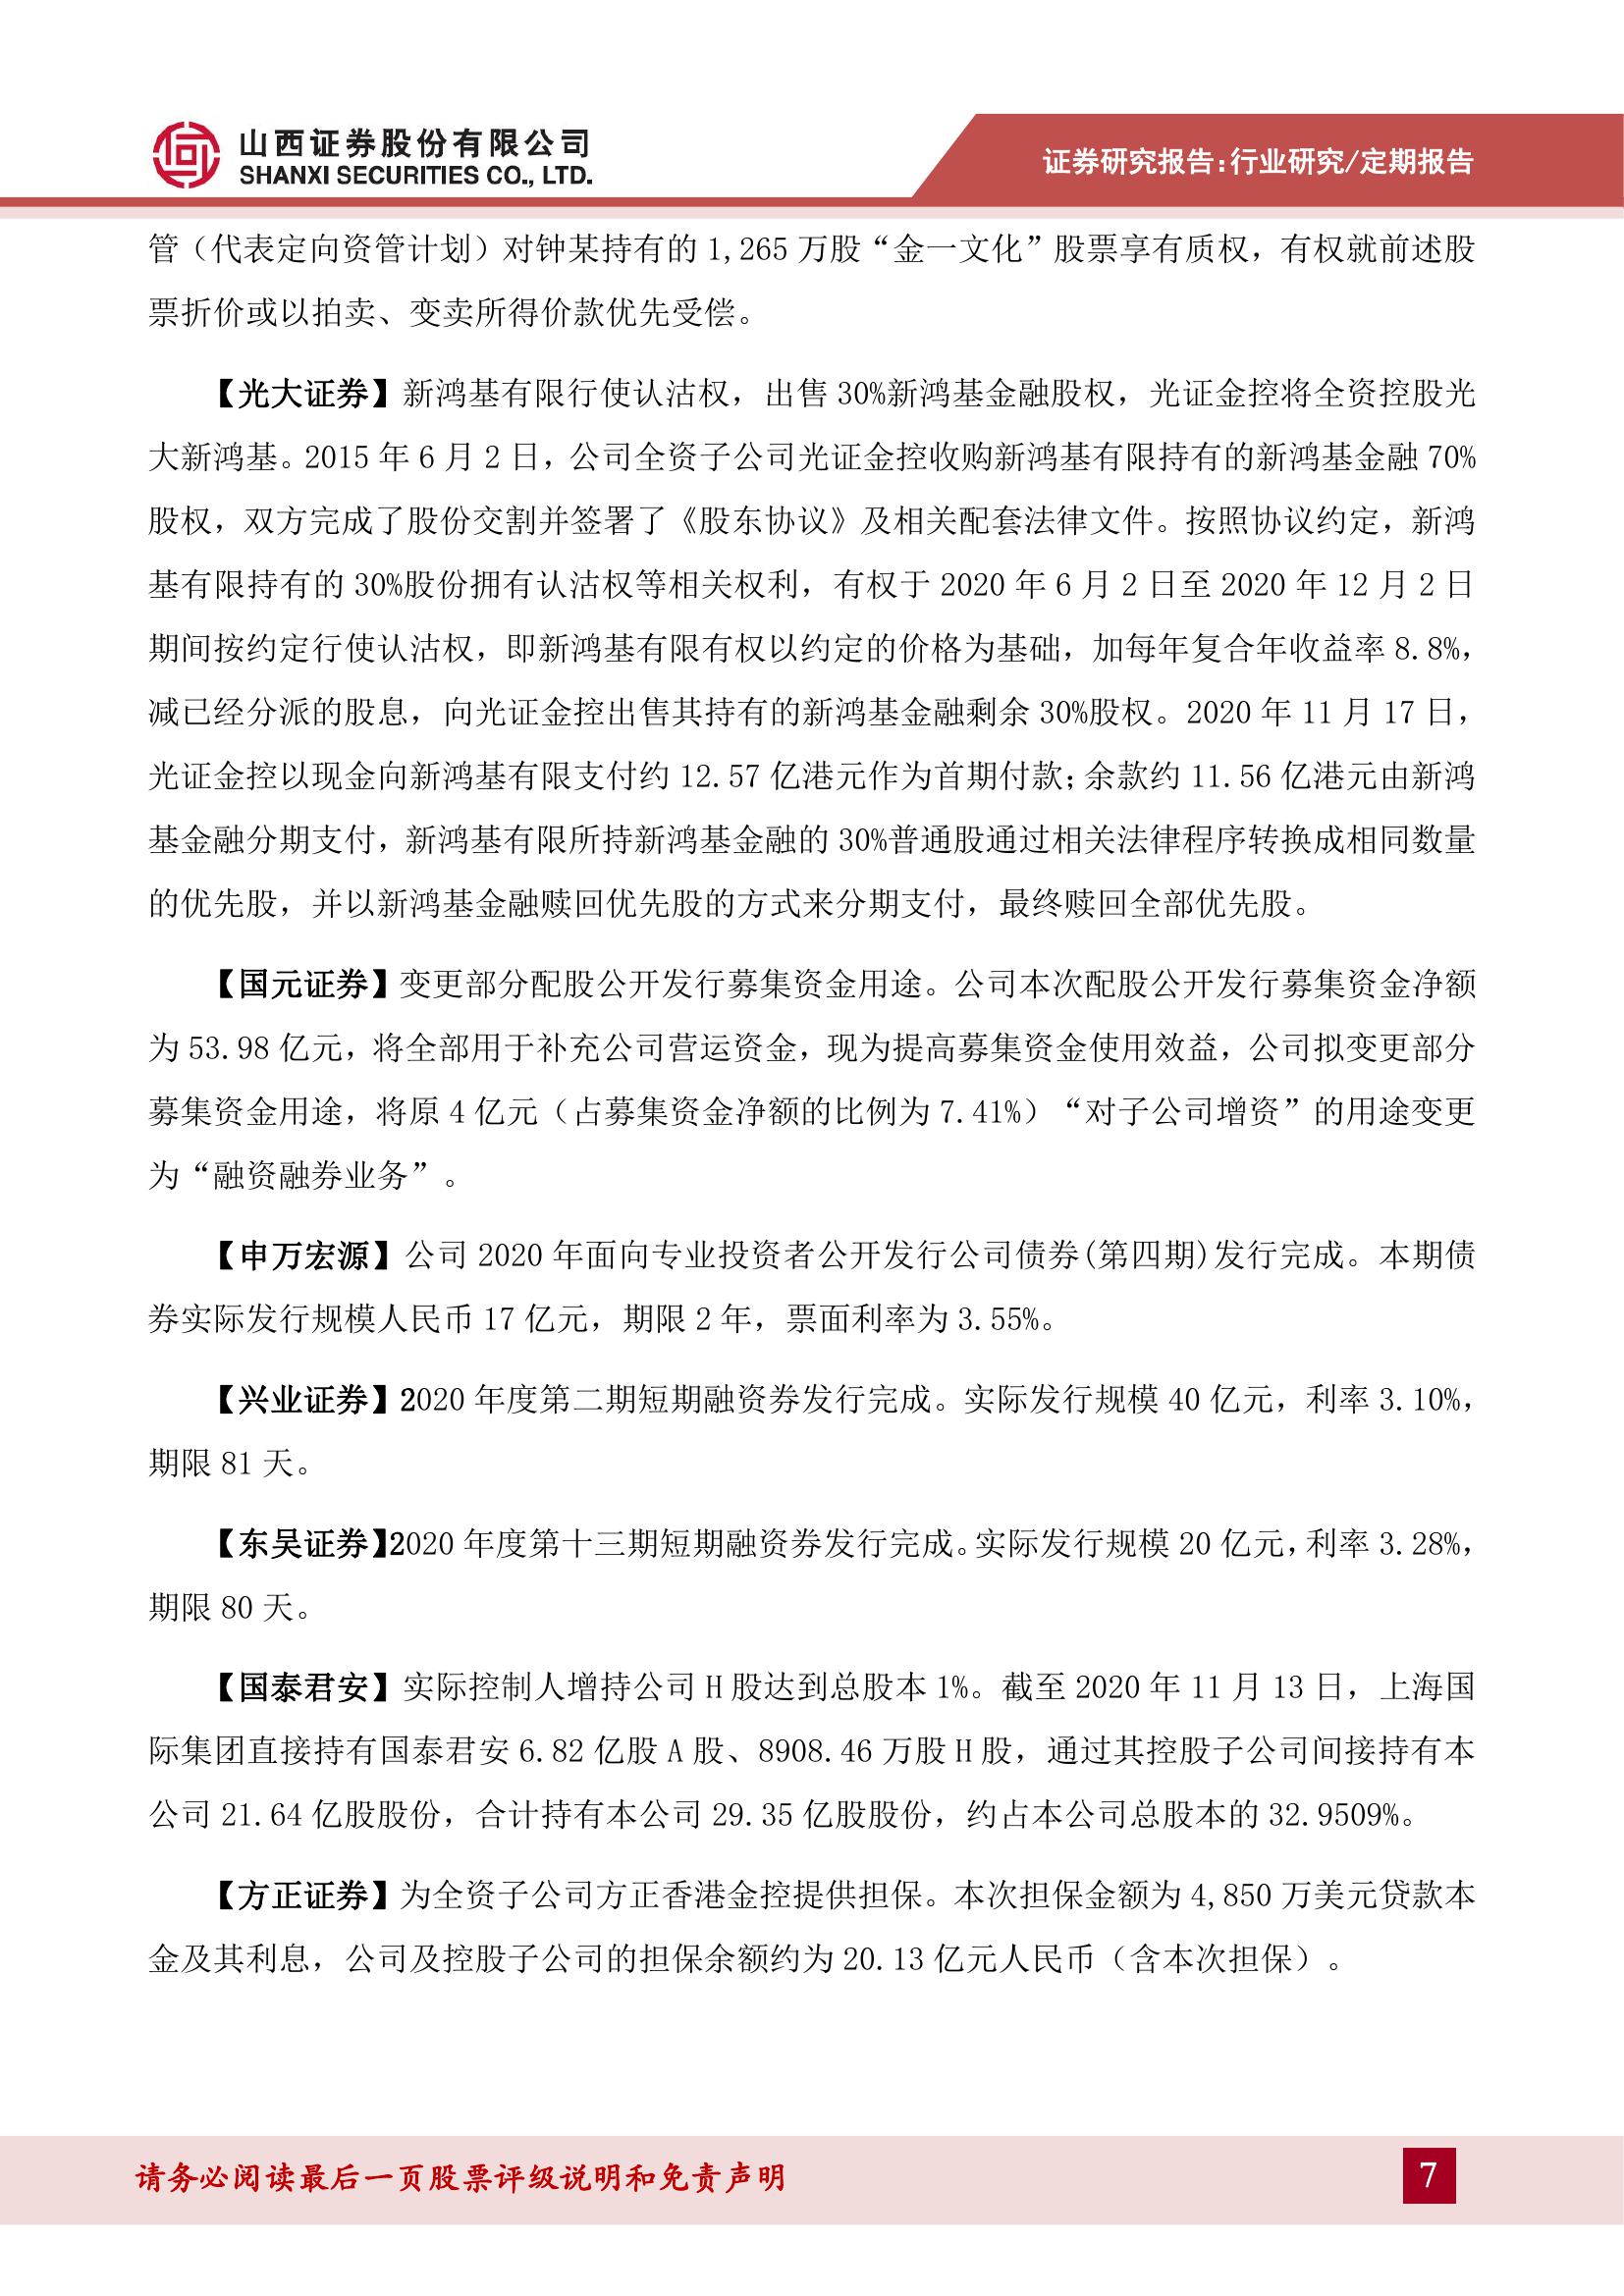 山西证券股份有限公司
SHANXI SECURITIES CO., LTD.
证券研究报告:行业研究/定期报告
管（代表定向资管计划）对钟某持有的 1,265 万股“金一文化”股票享有质权，有权就前述股
票折价或以拍卖、变卖所得价款优先受偿。
【光大证券】新鸿基有限行使认沽权，出售 30%新鸿基金融股权，光证金控将全资控股光
大新鸿基。2015 年 6 月 2 日，公司全资子公司光证金控收购新鸿基有限持有的新鸿基金融 70%
股权，双方完成了股份交割并签署了《股东协议》及相关配套法律文件。按照协议约定，新鸿
基有限持有的 30%股份拥有认沽权等相关权利，有权于 2020 年 6 月 2 日至 2020 年 12 月 2 日
期间按约定行使认沽权，即新鸿基有限有权以约定的价格为基础，加每年复合年收益率 8.8%，
减已经分派的股息，向光证金控出售其持有的新鸿基金融剩余 30%股权。2020 年 11 月 17 日，
光证金控以现金向新鸿基有限支付约 12.57 亿港元作为首期付款；余款约 11.56 亿港元由新鸿
基金融分期支付，新鸿基有限所持新鸿基金融的 30%普通股通过相关法律程序转换成相同数量
的优先股，并以新鸿基金融赎回优先股的方式来分期支付，最终赎回全部优先股。
【国元证券】变更部分配股公开发行募集资金用途。公司本次配股公开发行募集资金净额
为 53.98 亿元，将全部用于补充公司营运资金，现为提高募集资金使用效益，公司拟变更部分
募集资金用途，将原 4 亿元（占募集资金净额的比例为 7.41%）“对子公司增资”的用途变更
为“融资融券业务”。
【申万宏源】公司 2020 年面向专业投资者公开发行公司债券(第四期)发行完成。本期债
券实际发行规模人民币 17 亿元，期限 2 年，票面利率为 3.55%。
【兴业证券】2020 年度第二期短期融资券发行完成。实际发行规模 40 亿元，利率 3.10%，
期限 81 天。
【东吴证券】2020 年度第十三期短期融资券发行完成。实际发行规模 20 亿元，利率 3.28%，
期限 80 天。
【国泰君安】实际控制人增持公司 H 股达到总股本 1%。截至 2020 年 11 月 13 日，上海国
际集团直接持有国泰君安 6.82 亿股 A 股、8908.46 万股 H 股，通过其控股子公司间接持有本
公司 21.64 亿股股份，合计持有本公司 29.35 亿股股份，约占本公司总股本的 32.9509%。
【方正证券】为全资子公司方正香港金控提供担保。本次担保金额为 4,850 万美元贷款本
金及其利息，公司及控股子公司的担保余额约为 20.13 亿元人民币（含本次担保）。
请务必阅读最后一页股票评级说明和免责声明
7